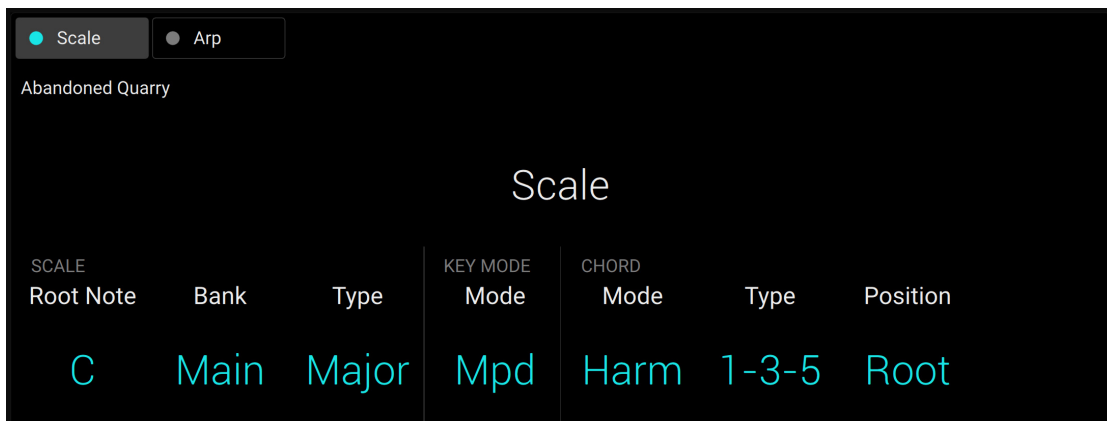 Scale Arp
Abandoned Quarry
Scale
SCALE KEY MODE CHORD
Root Note Bank Type Mode Mode Type Position
C Main Major Mpd Harm 1-3-5 Root